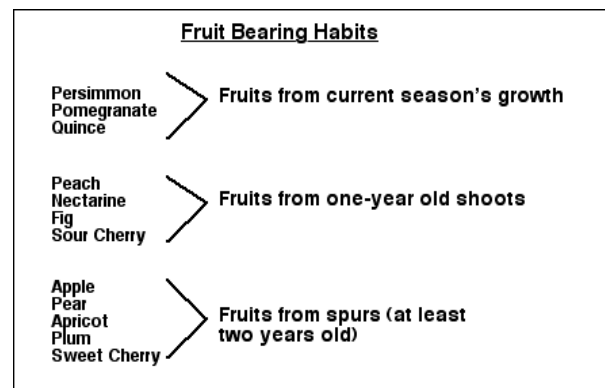 Fruit Bearing Habits
Persimmon
Pomegranate
Quince
Fruits from current season's growth
Peach
Nectarine
Fig
Sour Cherry
Fruits from one-year old shoots
Apple
Pear
Apricot
Plum
Sweet Cherry
Fruits from spurs (at least
two years old)